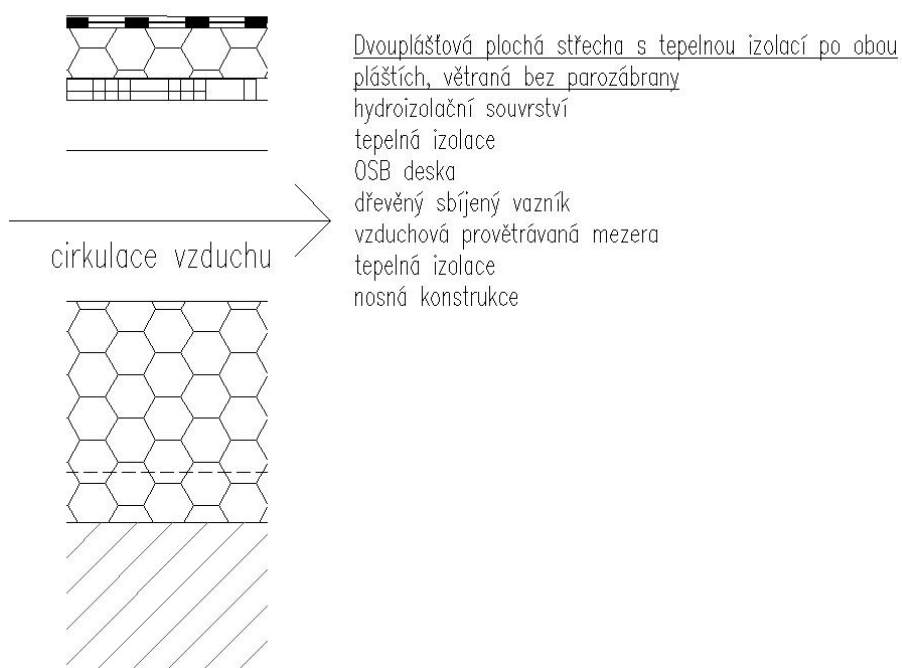 Dvouplášťová plochá střecha s tepelnou izolací po obou
pláštích, větraná bez parozábrany
hydroizolační souvrství
tepelná izolace
OSB deska
dřevěný sbíjený vazník
vzduchová provětrávaná mezera
tepelná izolace
nosná konstrukce
cirkulace vzduchu